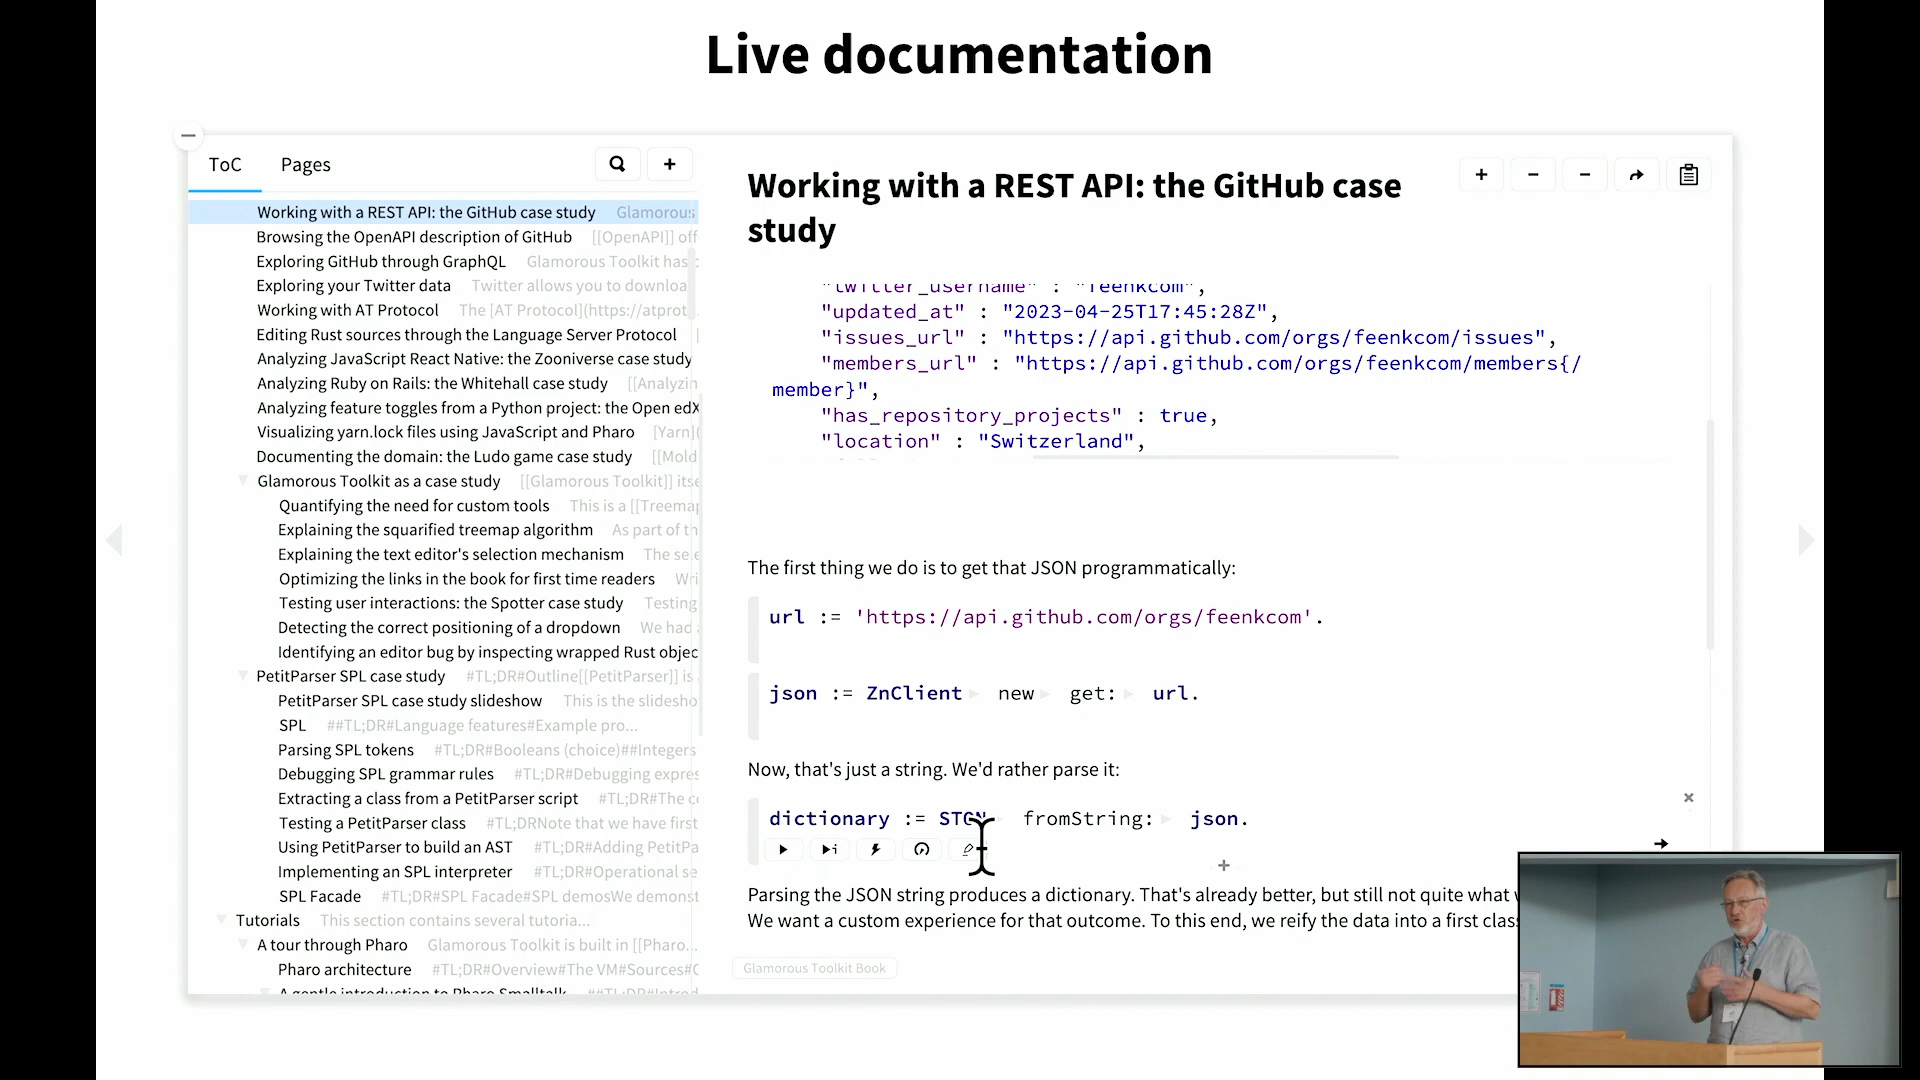 Live documentation
ToC Pages
Working with a REST API: the GitHub case study Glamorous
Browsing the OpenAPI description of GitHub [[OpenAPI]] off
Exploring GitHub through GraphQL Glamorous Toolkit has
Exploring your Twitter data Twitter allows you to downloa
Working with AT Protocol The [AT Protocol](https://atprot
Editing Rust sources through the Language Server Protocol
Analyzing JavaScript React Native: the Zooniverse case study
Analyzing Ruby on Rails: the Whitehall case study [[Analyzin
Analyzing feature toggles from a Python project: the Open edX
Visualizing yarn.lock files using JavaScript and Pharo [Yarn](
Documenting the domain: the Ludo game case study [[Mold
Glamorous Toolkit as a case study [[Glamorous Toolkit]] itse
Quantifying the need for custom tools This is a [[Treemap
Explaining the squarified treemap algorithm As part of th
Explaining the text editor's selection mechanism The sele
Optimizing the links in the book for first time readers Wri
Testing user interactions: the Spotter case study Testing
Detecting the correct positioning of a dropdown We had
Identifying an editor bug by inspecting wrapped Rust objec
PetitParser SPL case study #TL;DR#Outline[[PetitParser]] is
PetitParser SPL case study slideshow This is the slidesho
SPL ##TL;DR#Language features#Example pro...
Parsing SPL tokens #TL;DR#Booleans (choice)##Integers
Debugging SPL grammar rules #TL;DR#Debugging expres
Extracting a class from a PetitParser script #TL;DR#The co
Testing a PetitParser class #TL;DRNote that we have first
Using PetitParser to build an AST #TL;DR#Adding PetitPa
Implementing an SPL interpreter #TL;DR#Operational se
SPL Facade #TL;DR#SPL Facade#SPL demosWe demonst
Tutorials This section contains several tutoria...
A tour through Pharo Glamorous Toolkit is built in [[Pharo...
Pharo architecture #TL;DR#Overview#The VM#Sources#C
A gentle introduction to Pharo Smalltalk ##TL;DR#Introd
Working with a REST API: the GitHub case
study
"twitter_username" : "feenkcom",
"updated_at" : "2023-04-25T17:45:28Z",
"issues_url" : "https://api.github.com/orgs/feenkcom/issues",
"members_url" : "https://api.github.com/orgs/feenkcom/members{/
member}",
"has_repository_projects" : true,
"location" : "Switzerland",
The first thing we do is to get that JSON programmatically:
url := 'https://api.github.com/orgs/feenkcom'.
json := ZnClient new get: url.
Now, that's just a string. We'd rather parse it:
dictionary := STON fromString: json.
Parsing the JSON string produces a dictionary. That's already better, but still not quite what
We want a custom experience for that outcome. To this end, we reify the data into a first class
Glamorous Toolkit Book